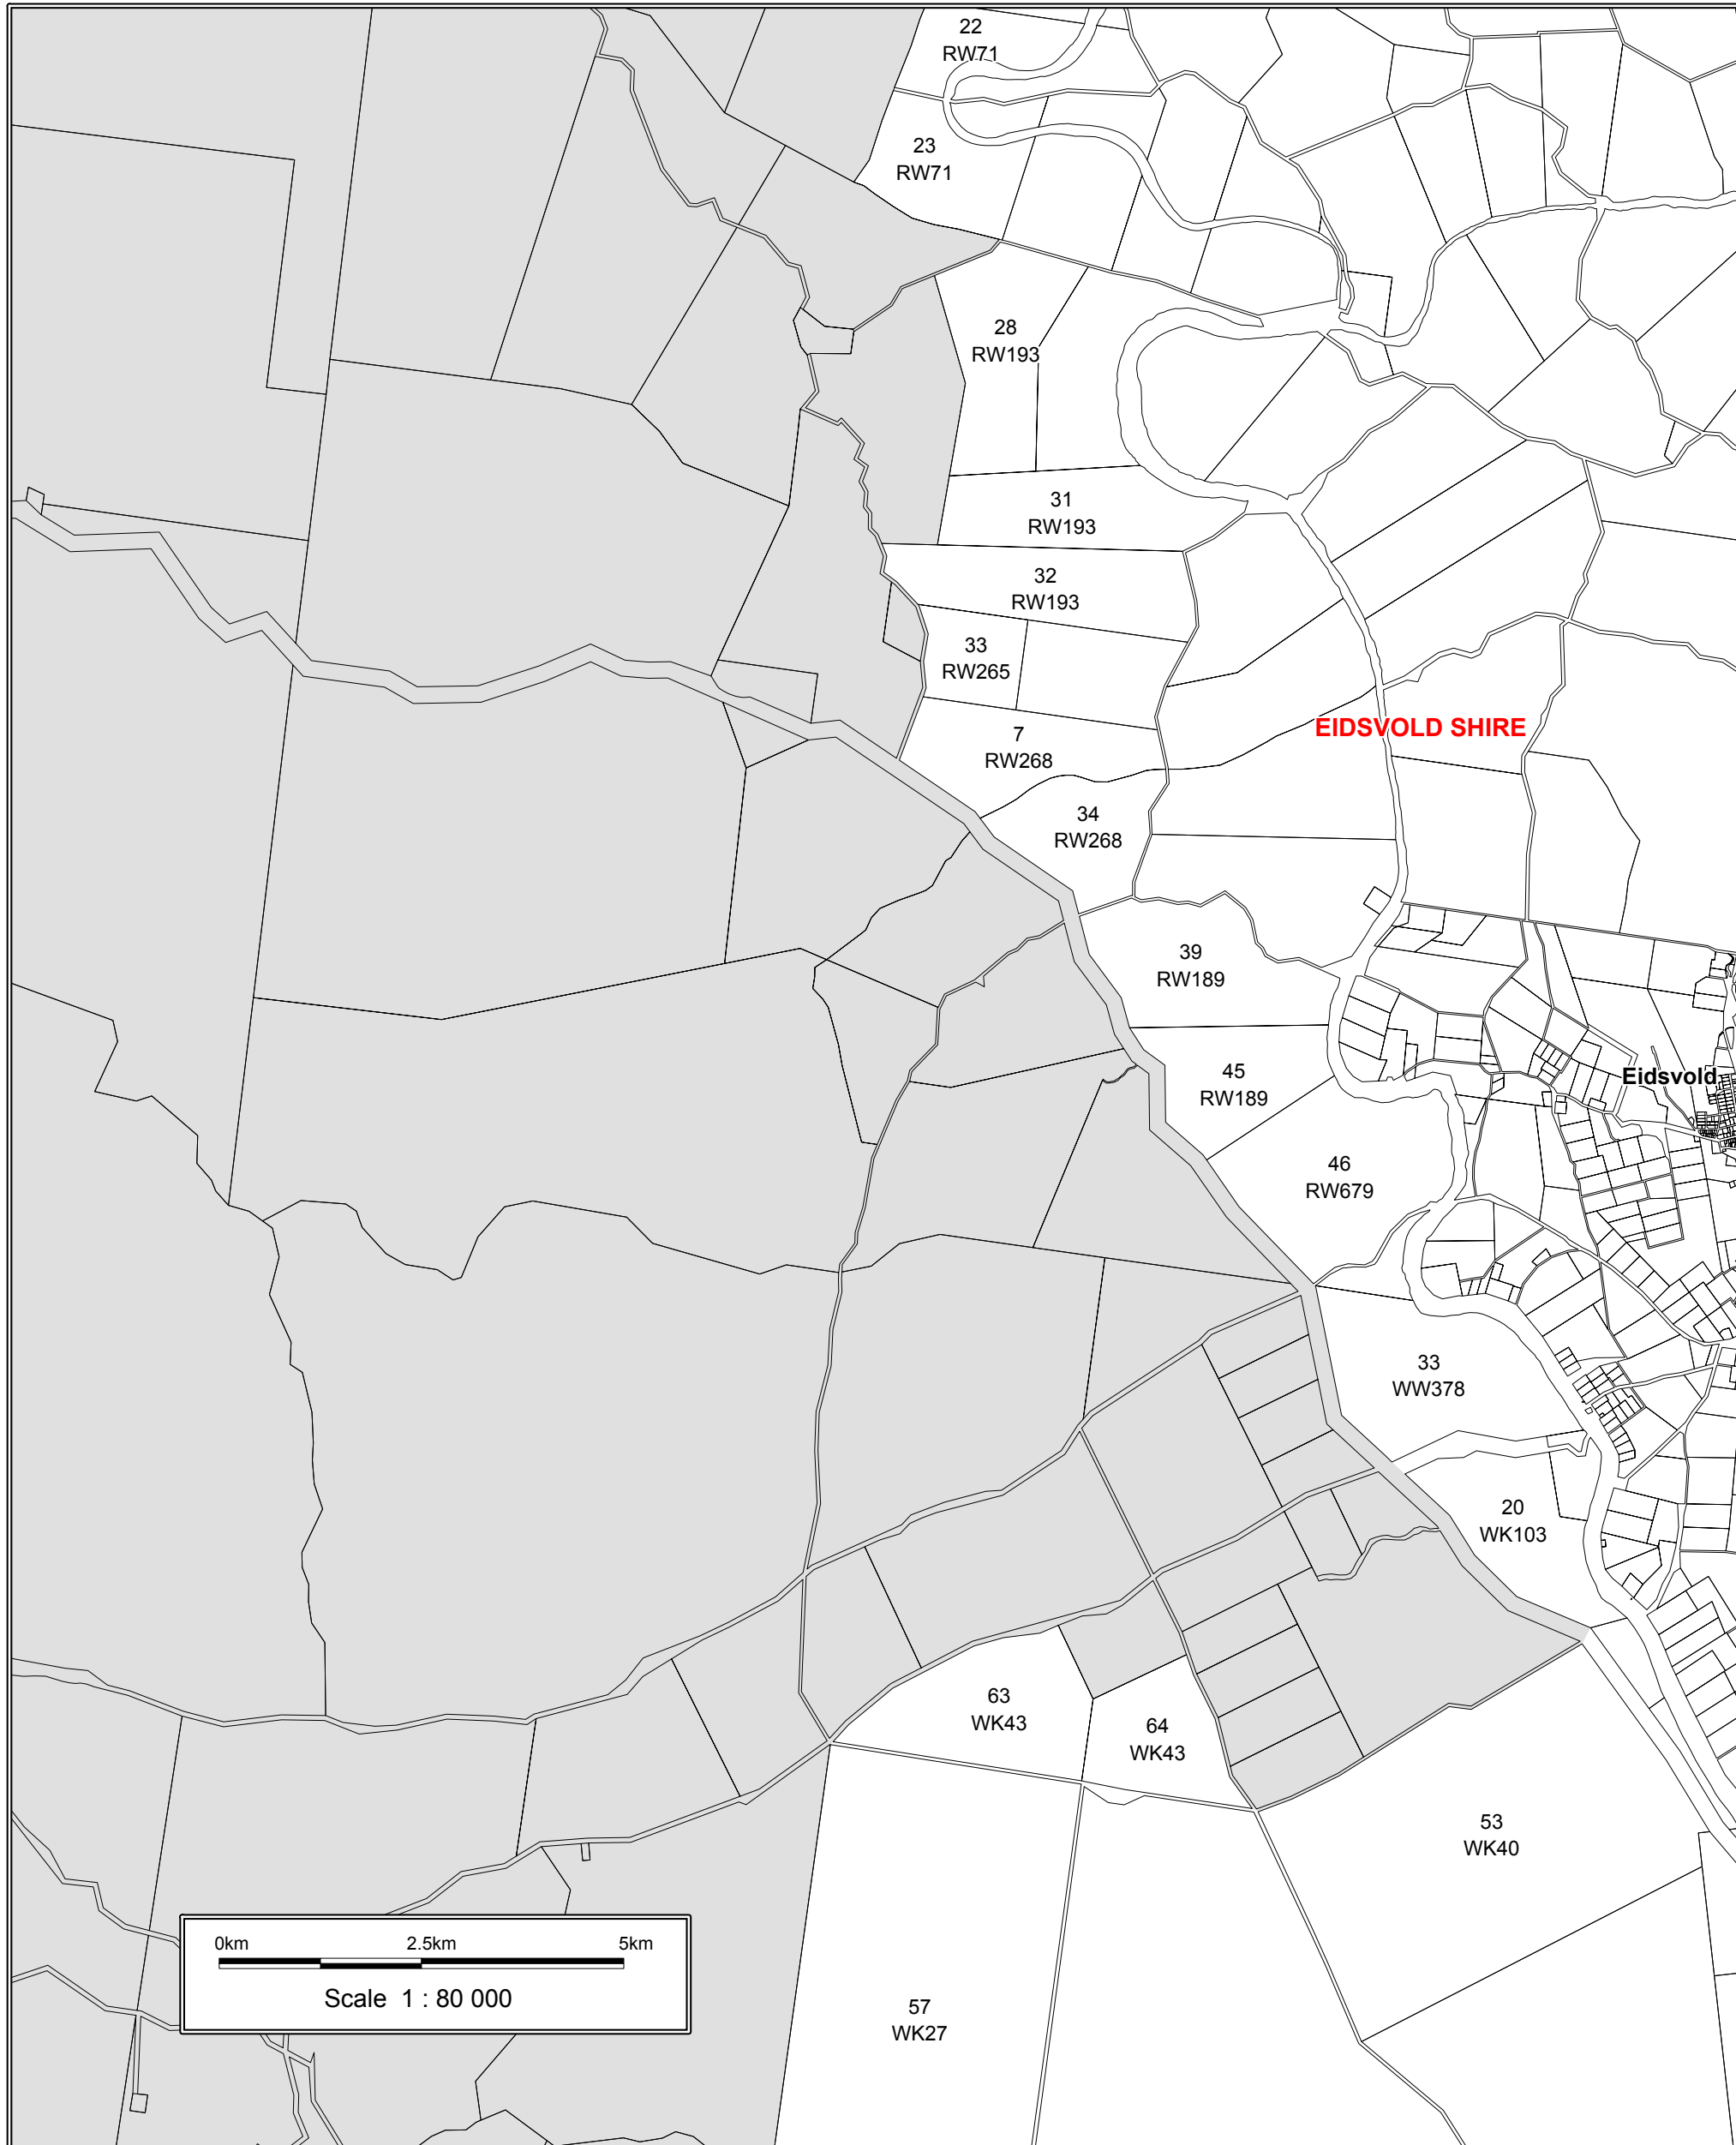 22
RW71
23
RW71
28
RW193
31
RW193
32
RW193
33
RW265
EIDSVOLD SHIRE
7
RW268
34
RW268
39
RW189
45
RW189
Eidsvold
46
RW679
33
WW378
20
WK103
63
WK43
64
WK43
53
WK40
0km 2.5km 5km
Scale 1 : 80 000
57
WK27